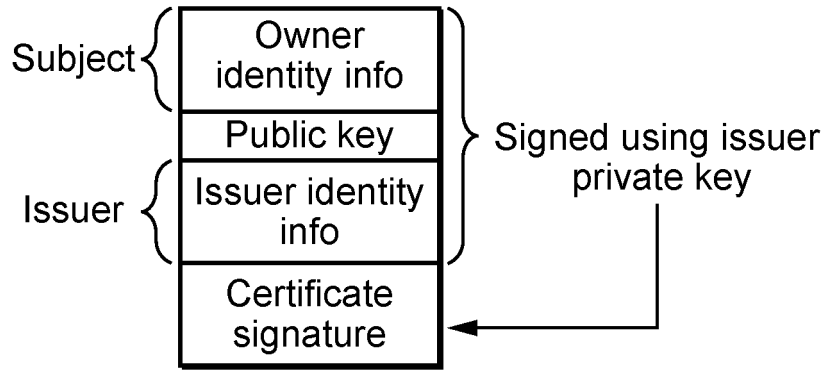 Subject
Owner
identity info
Public key
Issuer
Issuer identity
info
Signed using issuer
private key
Certificate
signature